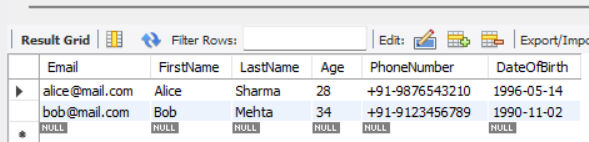 Result Grid Filter Rows: Edit: Export/Impo
Email FirstName LastName Age PhoneNumber DateOfBirth
alice@mail.com Alice Sharma 28 +91-9876543210 1996-05-14
bob@mail.com Bob Mehta 34 +91-9123456789 1990-11-02
NULL NULL NULL NULL NULL NULL